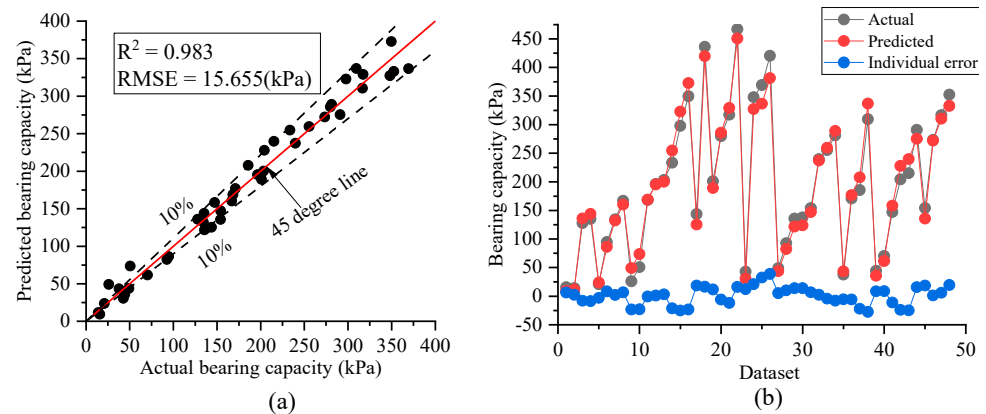 (a)
400
350
300
250
200
150
100
50
0
Predicted bearing capacity (kPa)
R² = 0.983
RMSE = 15.655(kPa)
10%
10%
45 degree line
0 50 100 150 200 250 300 350 400
Actual bearing capacity (kPa)
(a)
(b)
450
400
350
300
250
200
150
100
50
0
-50
Bearing capacity (kPa)
Actual
Predicted
Individual error
0 10 20 30 40 50
Dataset
(b)